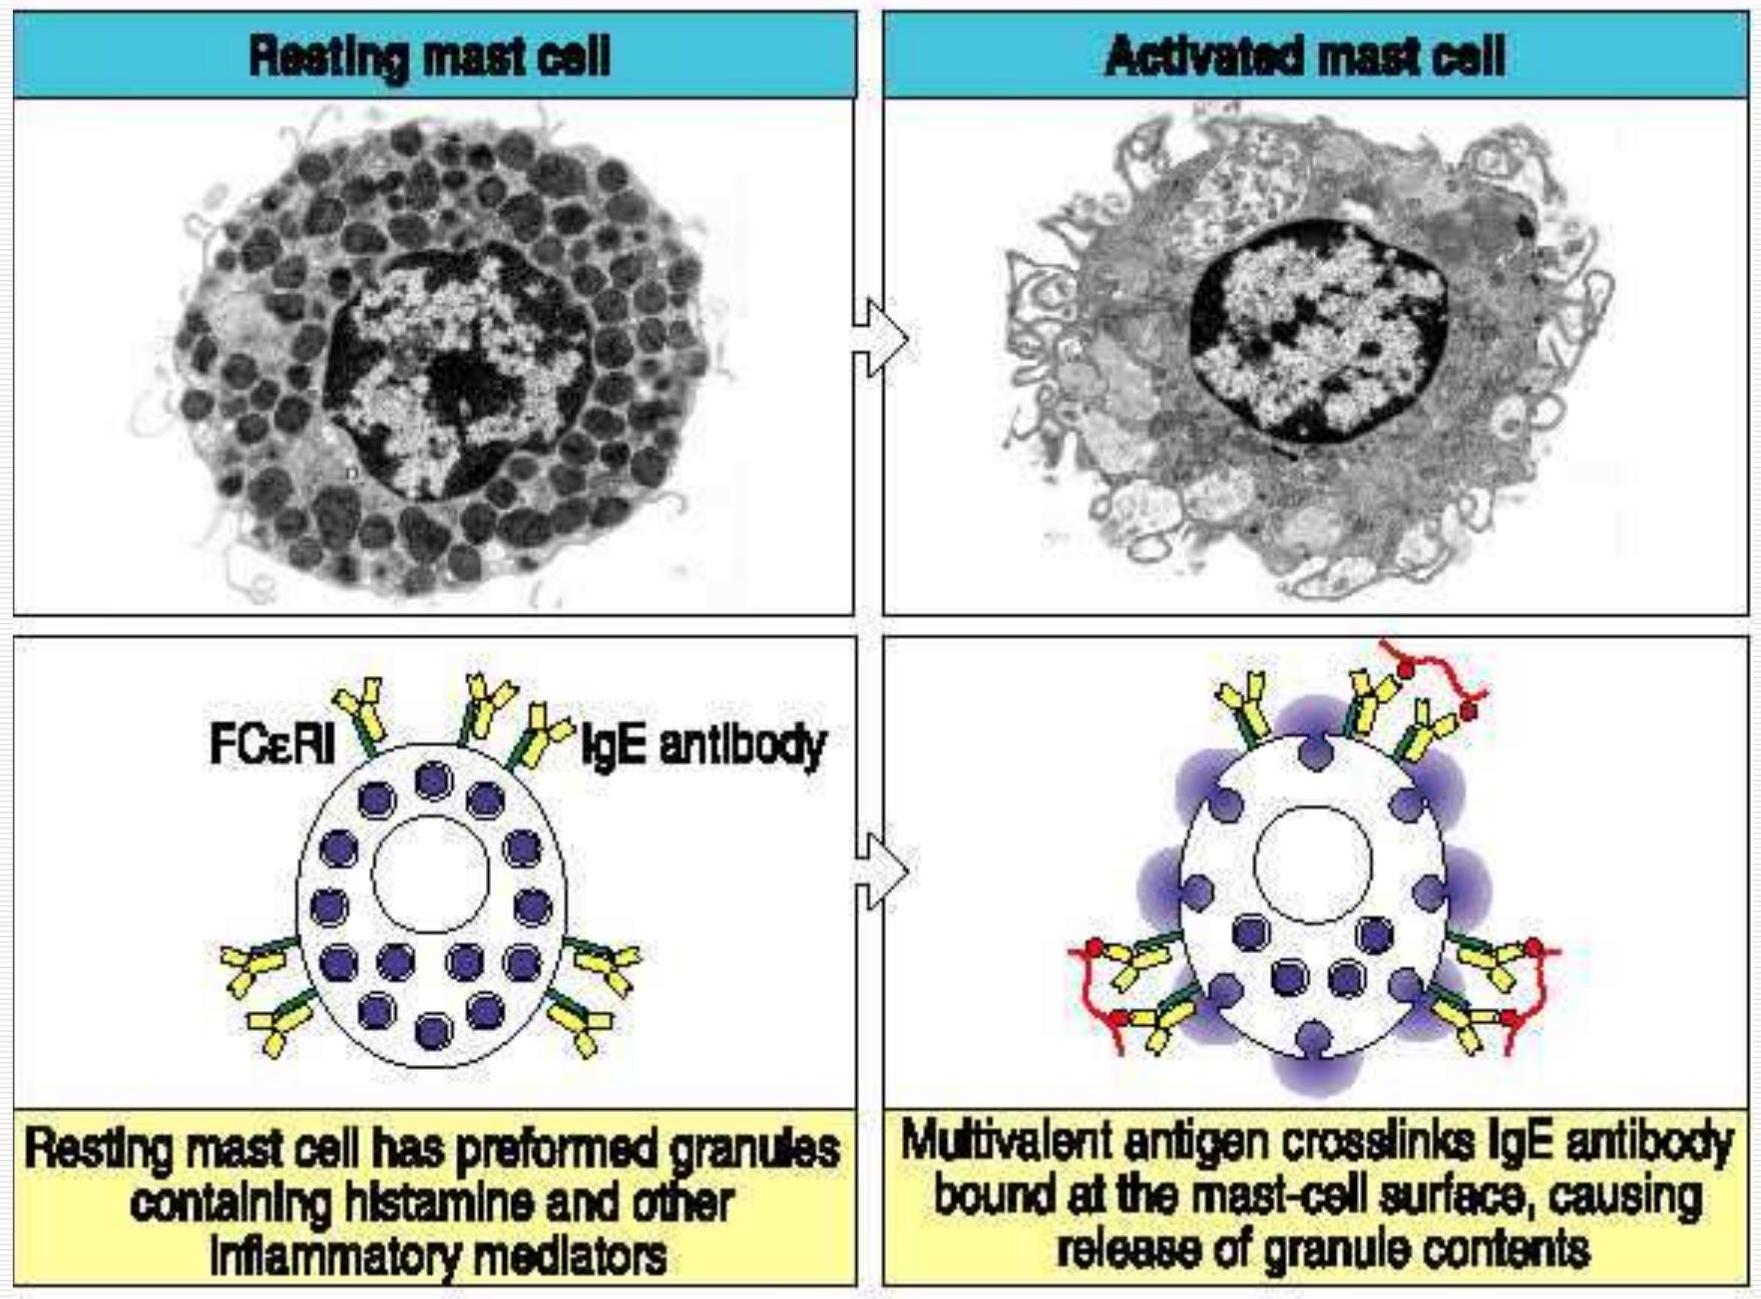 Resting mast cell
Activated mast cell
FCεRI
IgE antibody
Resting mast cell has preformed granules
containing histamine and other
inflammatory mediators
Multivalent antigen crosslinks IgE antibody
bound at the mast-cell surface, causing
release of granule contents